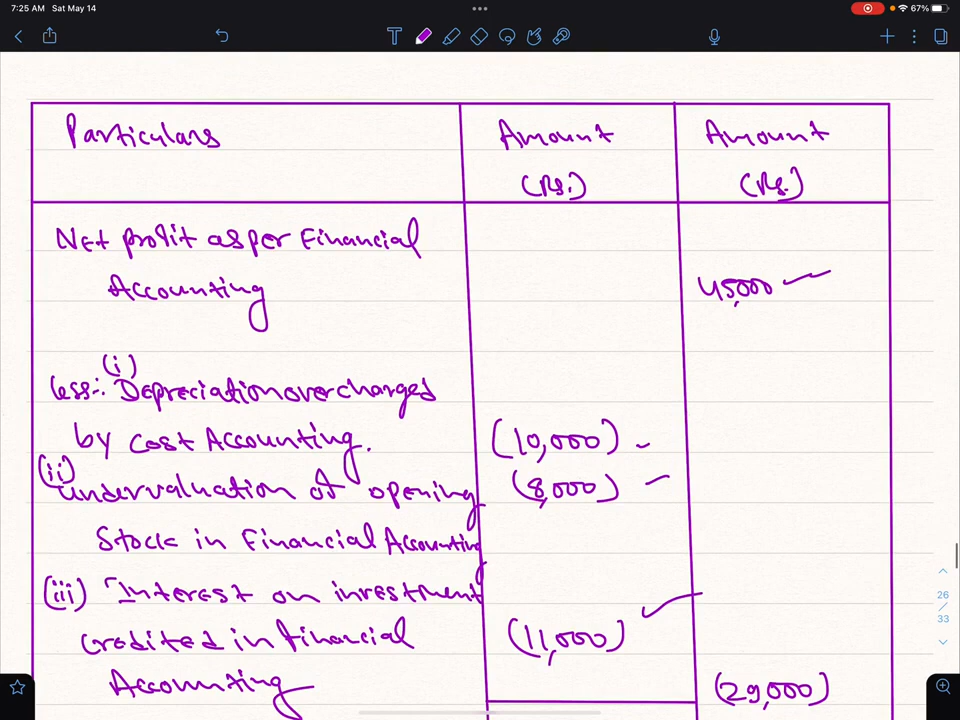 7:25 AM Sat May 14
67%
Particulars Amount Amount
(Rs.) (Rs.)
Net profit as per Financial
Accounting 45,000
(i)
less:- Depreciation overcharged
by cost Accounting. (10,000)
(ii)
undervaluation of opening (8,000)
Stock in Financial Accounting
(iii) Interest on investment
credited in financial (11,000)
Accounting (29,000)
26
/
33